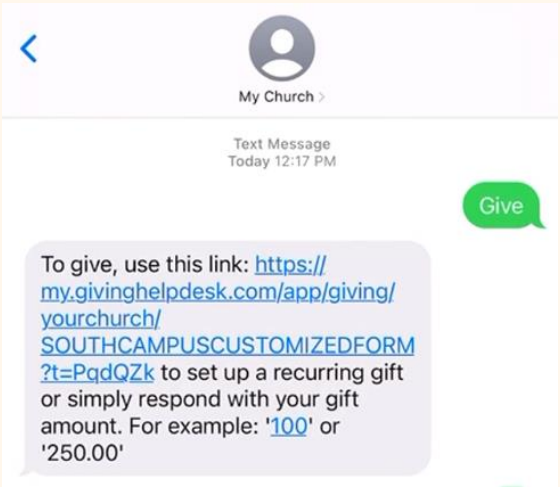 My Church >
Text Message
Today 12:17 PM
Give
To give, use this link: https://
my.givinghelpdesk.com/app/giving/
yourchurch/
SOUTHCAMPUSCUSTOMIZEDFORM
?t=PqdQZk to set up a recurring gift
or simply respond with your gift
amount. For example: '100' or
'250.00'